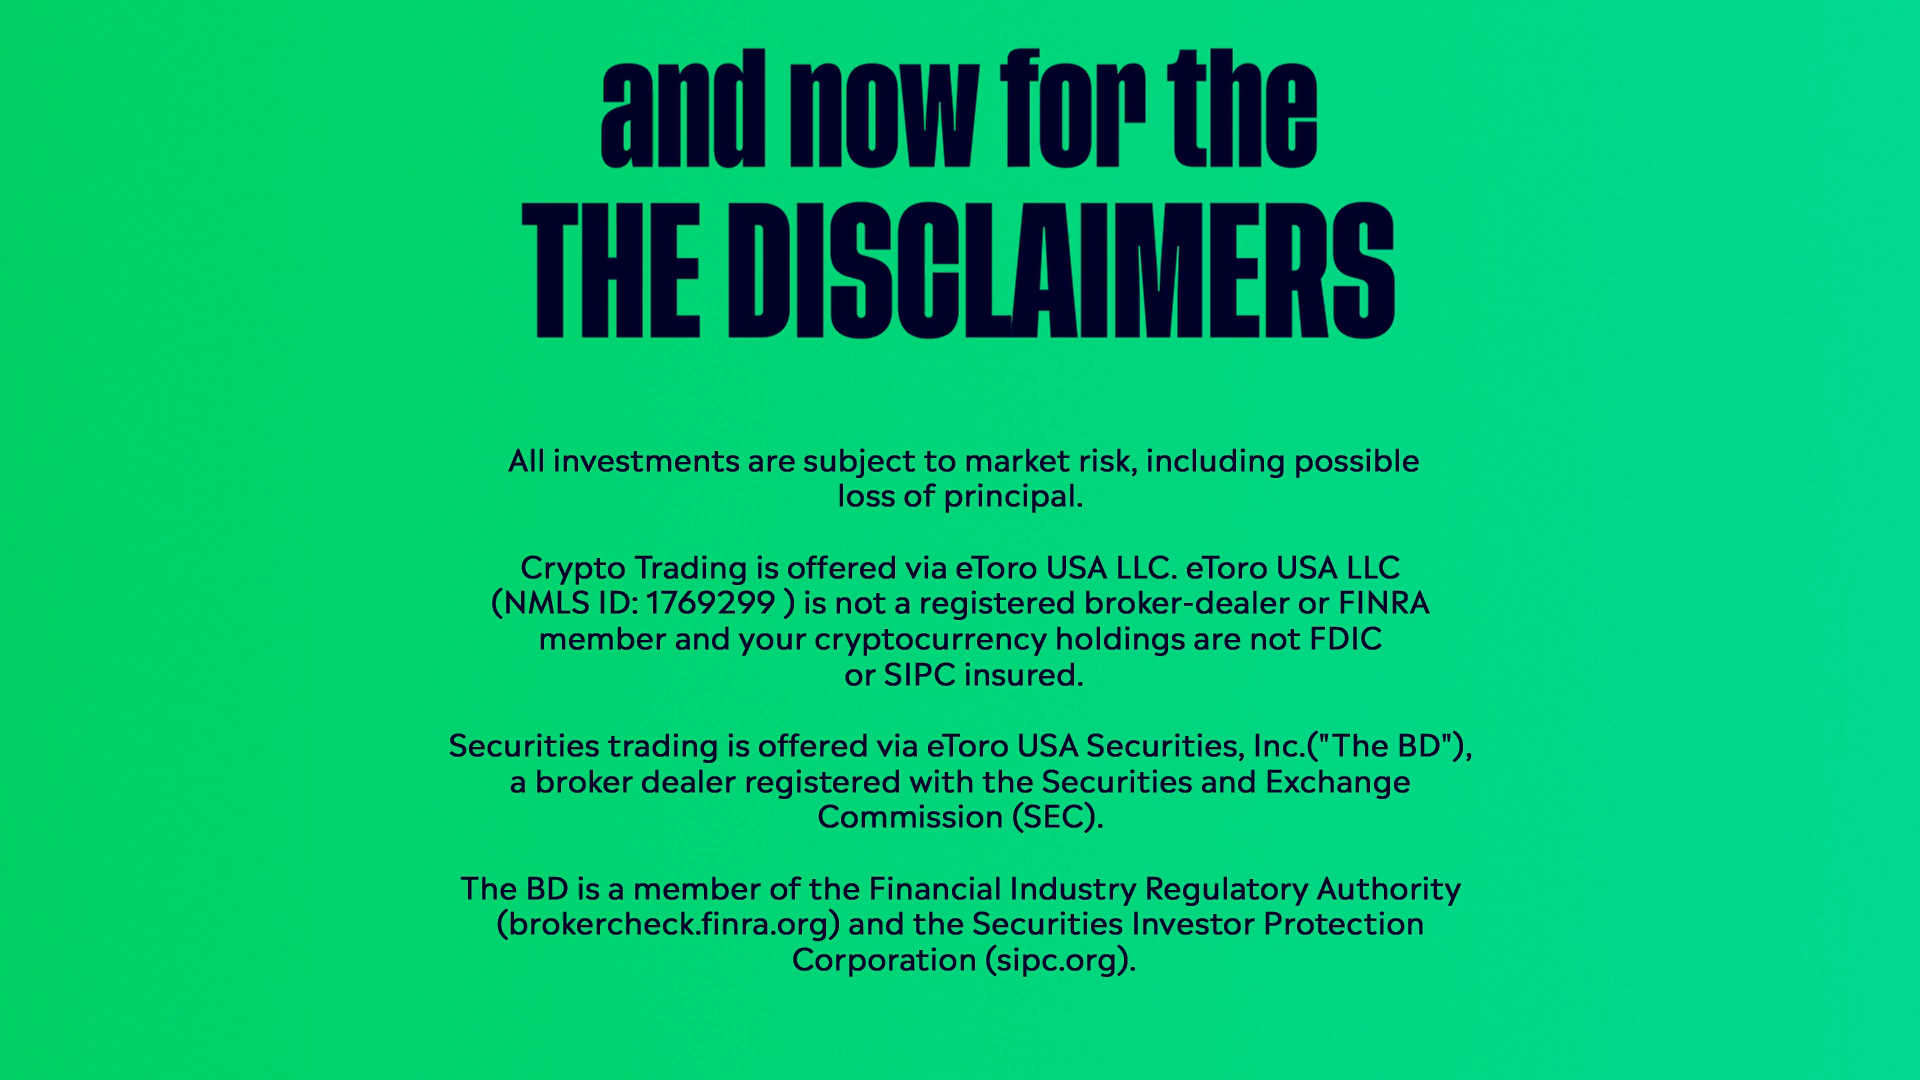 and now for the
THE DISCLAIMERS
All investments are subject to market risk, including possible
loss of principal.
Crypto Trading is offered via eToro USA LLC. eToro USA LLC
(NMLS ID: 1769299 ) is not a registered broker-dealer or FINRA
member and your cryptocurrency holdings are not FDIC
or SIPC insured.
Securities trading is offered via eToro USA Securities, Inc.("The BD"),
a broker dealer registered with the Securities and Exchange
Commission (SEC).
The BD is a member of the Financial Industry Regulatory Authority
(brokercheck.finra.org) and the Securities Investor Protection
Corporation (sipc.org).